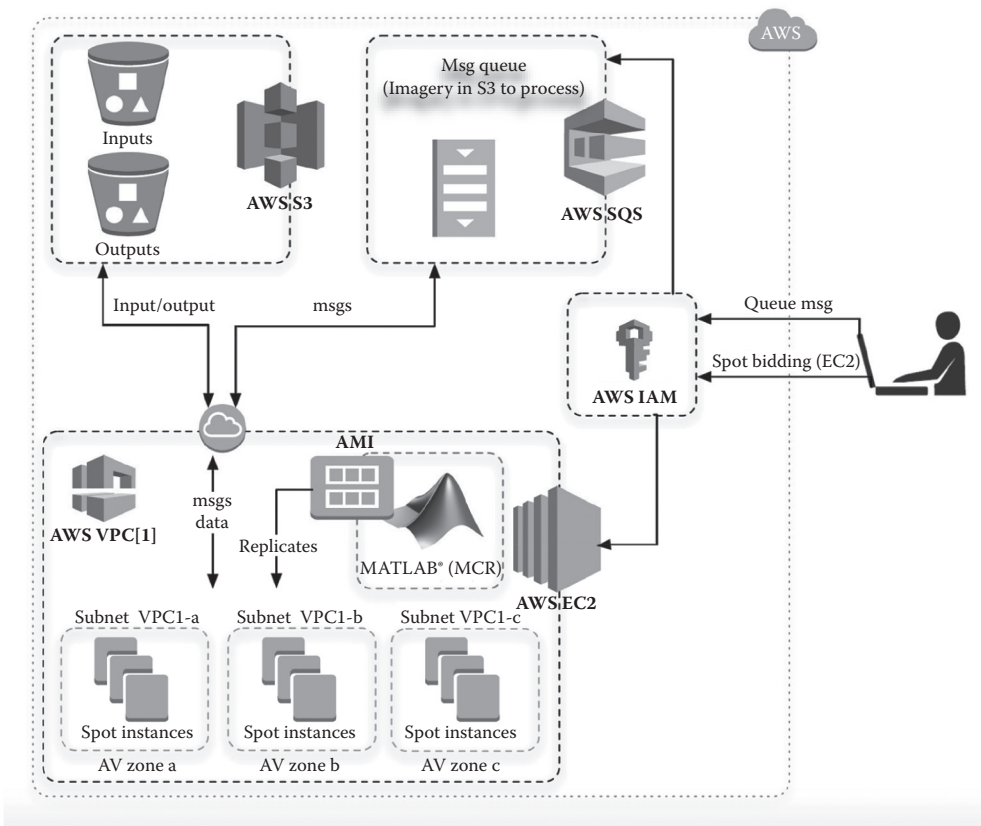 AWS
Msg queue
(Imagery in S3 to process)
Inputs
AWS S3
AWS SQS
Outputs
Input/output
msgs
Queue msg
Spot bidding (EC2)
AWS IAM
AMI
AWS VPC[1]
msgs
data
Replicates
MATLAB® (MCR)
AWS EC2
Subnet VPC1-a
Subnet VPC1-b
Subnet VPC1-c
Spot instances
Spot instances
Spot instances
AV zone a
AV zone b
AV zone c